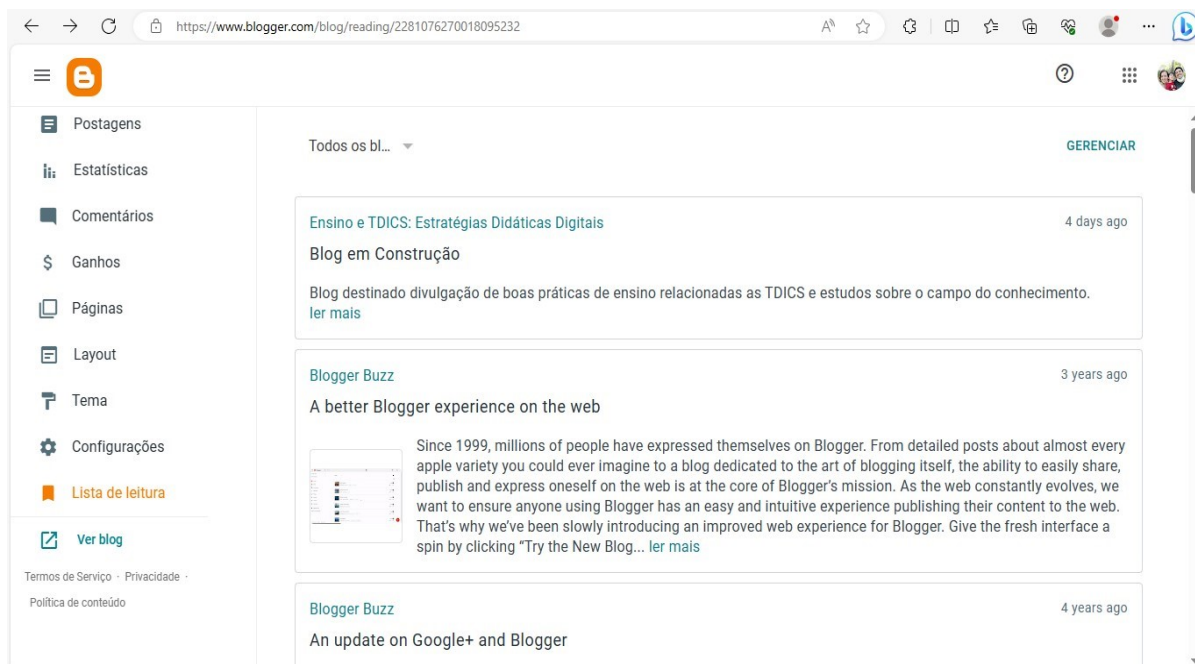 https://www.blogger.com/blog/reading/2281076270018095232
Postagens
Estatísticas
Comentários
Ganhos
Páginas
Layout
Tema
Configurações
Lista de leitura
Ver blog
Termos de Serviço · Privacidade ·
Política de conteúdo
Todos os bl...
GERENCIAR
Ensino e TDICS: Estratégias Didáticas Digitais
4 days ago
Blog em Construção
Blog destinado divulgação de boas práticas de ensino relacionadas as TDICS e estudos sobre o campo do conhecimento.
ler mais
Blogger Buzz
3 years ago
A better Blogger experience on the web
Since 1999, millions of people have expressed themselves on Blogger. From detailed posts about almost every
apple variety you could ever imagine to a blog dedicated to the art of blogging itself, the ability to easily share,
publish and express oneself on the web is at the core of Blogger's mission. As the web constantly evolves, we
want to ensure anyone using Blogger has an easy and intuitive experience publishing their content to the web.
That's why we've been slowly introducing an improved web experience for Blogger. Give the fresh interface a
spin by clicking “Try the New Blog... ler mais
Blogger Buzz
4 years ago
An update on Google+ and Blogger